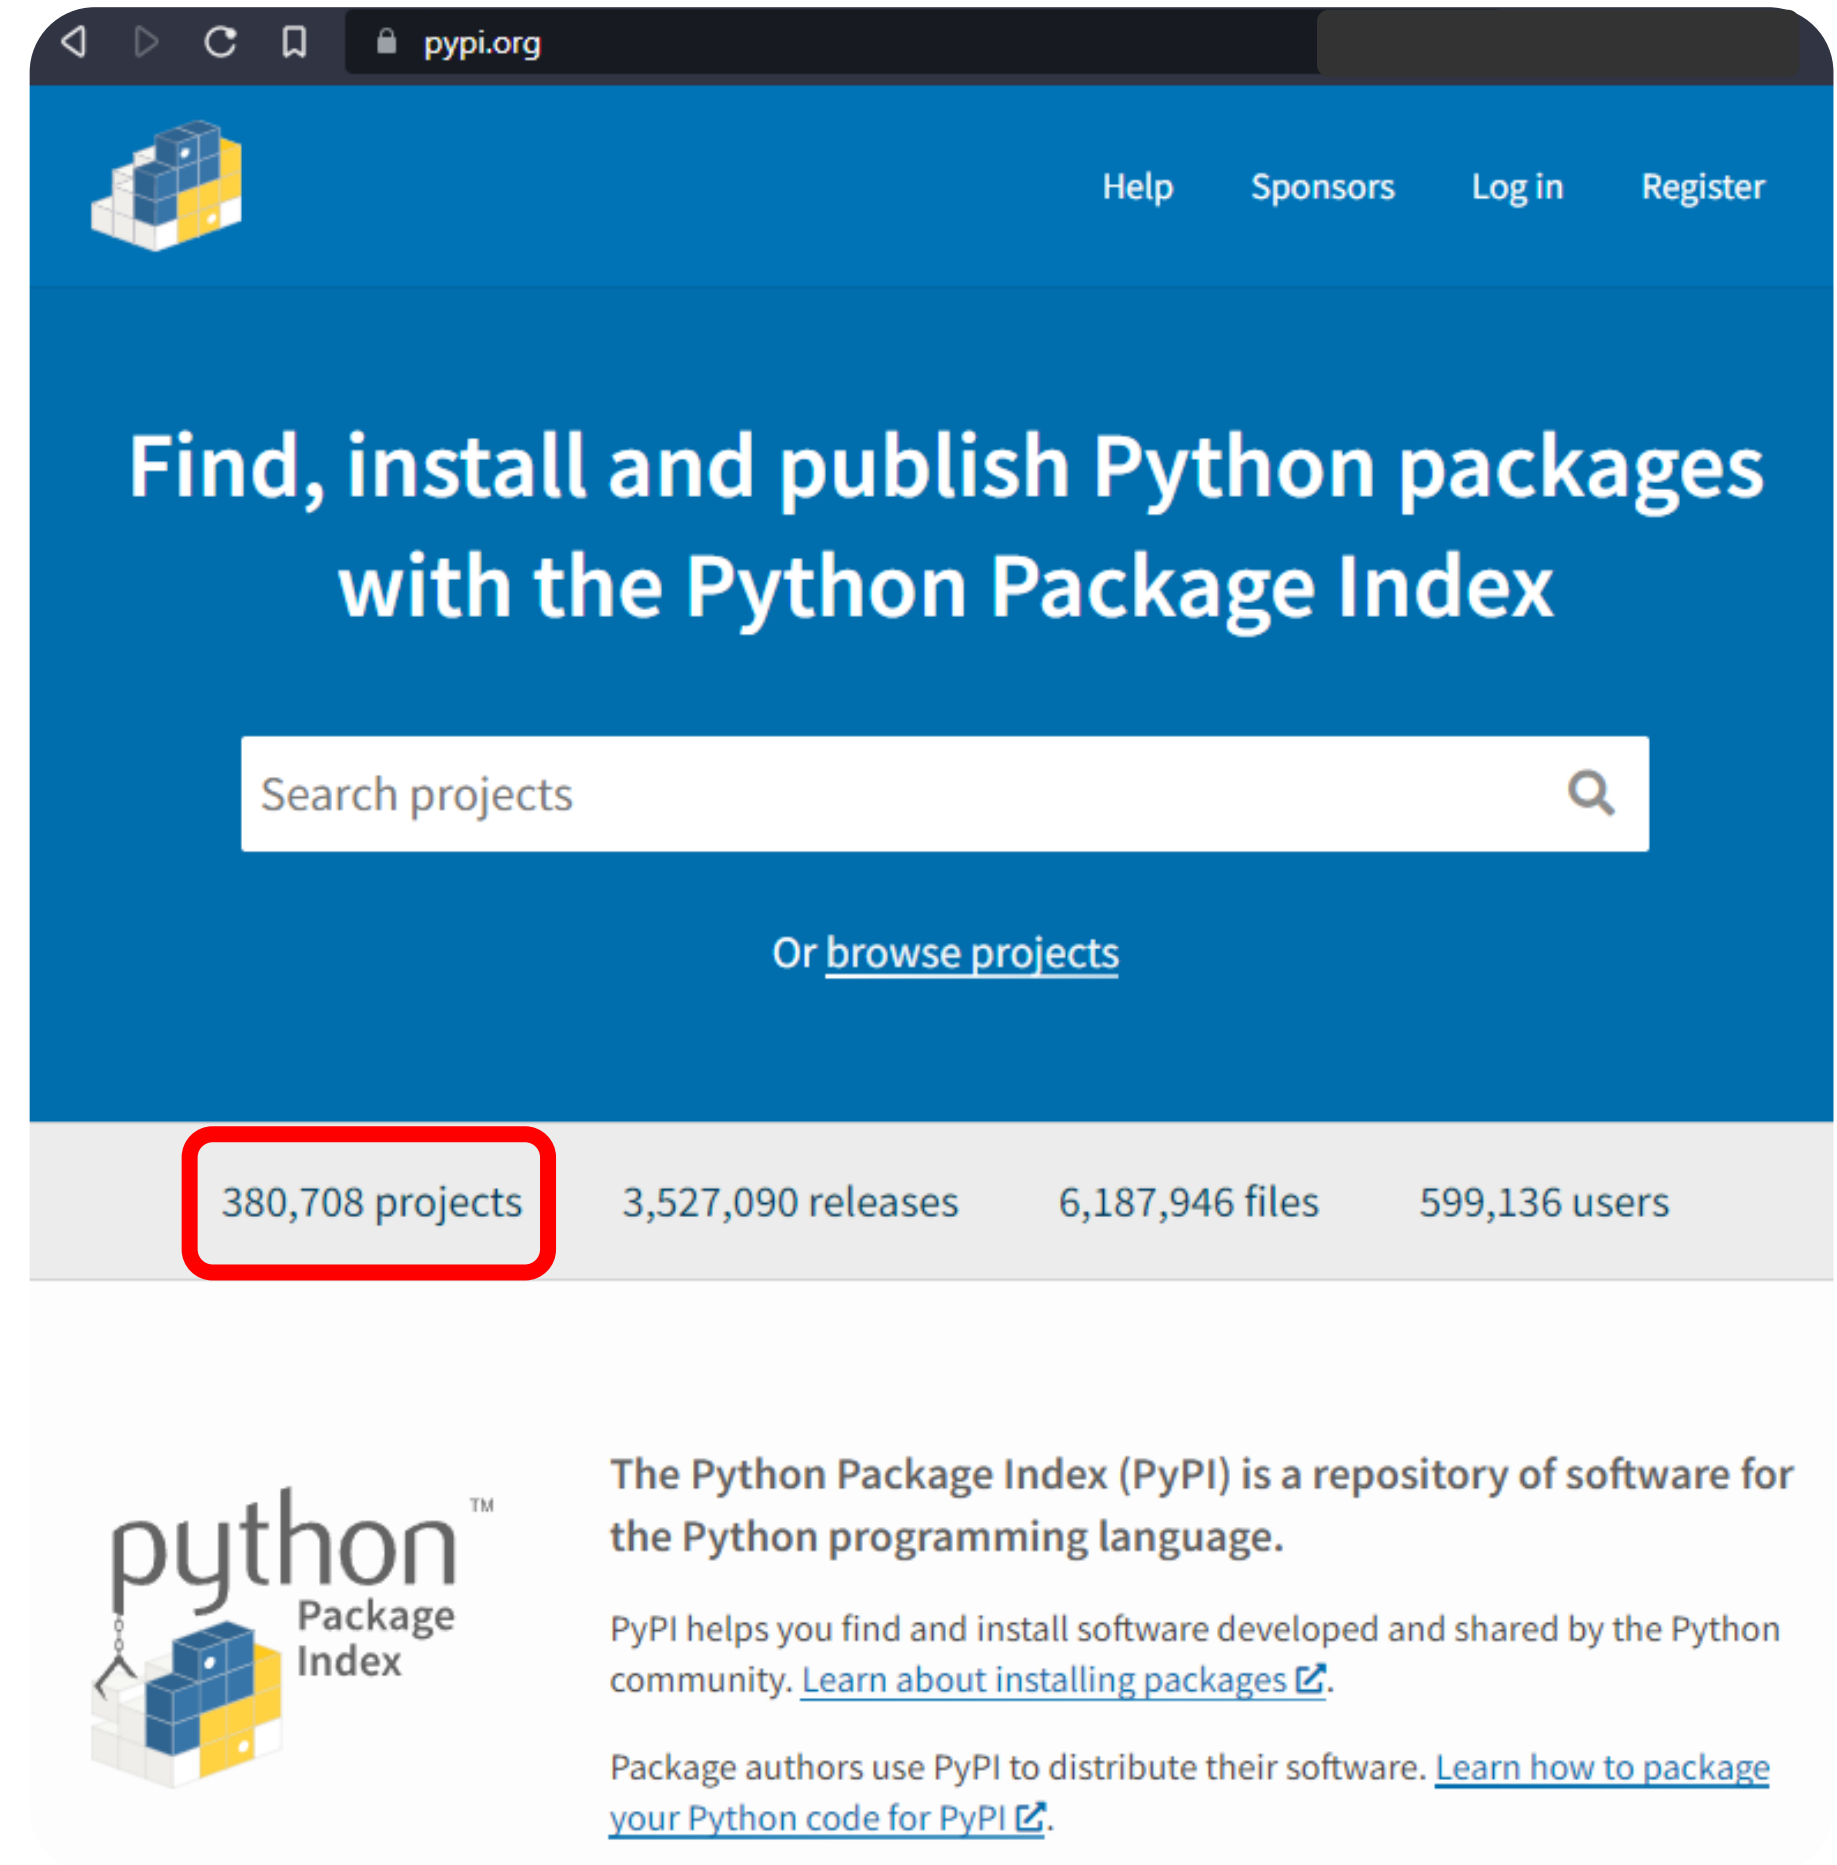 pypi.org
Help Sponsors Log in Register
Find, install and publish Python packages
with the Python Package Index
Search projects
Or browse projects
380,708 projects 3,527,090 releases 6,187,946 files 599,136 users
python™
Package
Index
The Python Package Index (PyPI) is a repository of software for
the Python programming language.
PyPI helps you find and install software developed and shared by the Python
community. Learn about installing packages.
Package authors use PyPI to distribute their software. Learn how to package
your Python code for PyPI.